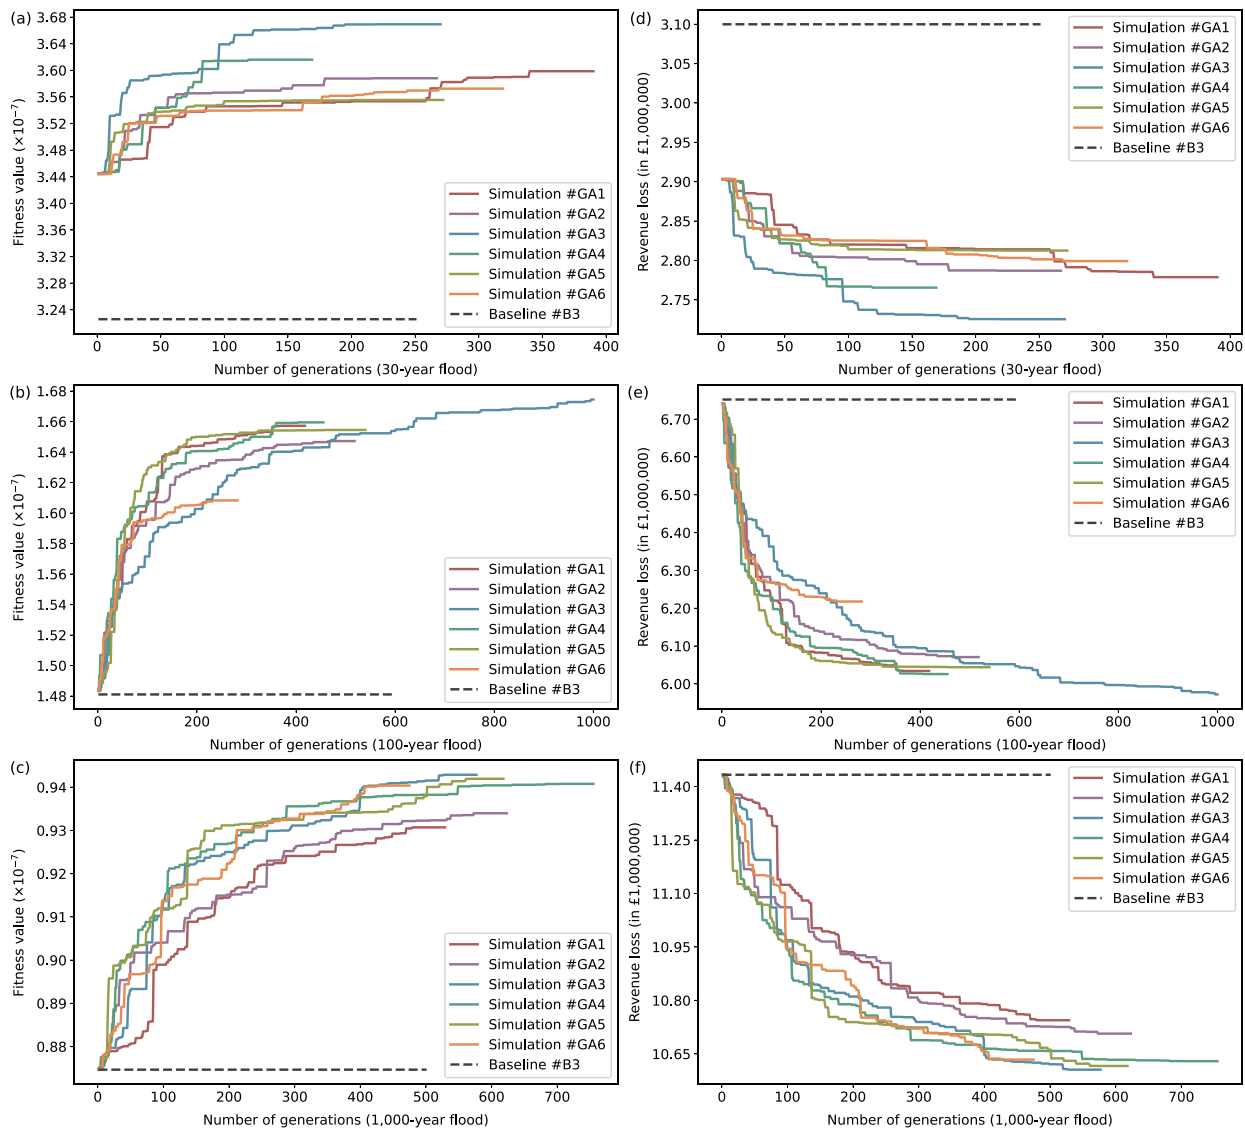 (a)
Fitness value (×10⁻⁷)
3.68
3.64
3.60
3.56
3.52
3.48
3.44
3.40
3.36
3.32
3.28
3.24
Simulation #GA1
Simulation #GA2
Simulation #GA3
Simulation #GA4
Simulation #GA5
Simulation #GA6
Baseline #B3
0 50 100 150 200 250 300 350 400
Number of generations (30-year flood)
(d)
Revenue loss (in £1,000,000)
3.10
3.05
3.00
2.95
2.90
2.85
2.80
2.75
Simulation #GA1
Simulation #GA2
Simulation #GA3
Simulation #GA4
Simulation #GA5
Simulation #GA6
Baseline #B3
0 50 100 150 200 250 300 350 400
Number of generations (30-year flood)
(b)
Fitness value (×10⁻⁷)
1.68
1.66
1.64
1.62
1.60
1.58
1.56
1.54
1.52
1.50
1.48
Simulation #GA1
Simulation #GA2
Simulation #GA3
Simulation #GA4
Simulation #GA5
Simulation #GA6
Baseline #B3
0 200 400 600 800 1000
Number of generations (100-year flood)
(e)
Revenue loss (in £1,000,000)
6.70
6.60
6.50
6.40
6.30
6.20
6.10
6.00
Simulation #GA1
Simulation #GA2
Simulation #GA3
Simulation #GA4
Simulation #GA5
Simulation #GA6
Baseline #B3
0 200 400 600 800 1000
Number of generations (100-year flood)
(c)
Fitness value (×10⁻⁷)
0.94
0.93
0.92
0.91
0.90
0.89
0.88
Simulation #GA1
Simulation #GA2
Simulation #GA3
Simulation #GA4
Simulation #GA5
Simulation #GA6
Baseline #B3
0 100 200 300 400 500 600 700
Number of generations (1,000-year flood)
(f)
Revenue loss (in £1,000,000)
11.40
11.25
11.10
10.95
10.80
10.65
Simulation #GA1
Simulation #GA2
Simulation #GA3
Simulation #GA4
Simulation #GA5
Simulation #GA6
Baseline #B3
0 100 200 300 400 500 600 700
Number of generations (1,000-year flood)